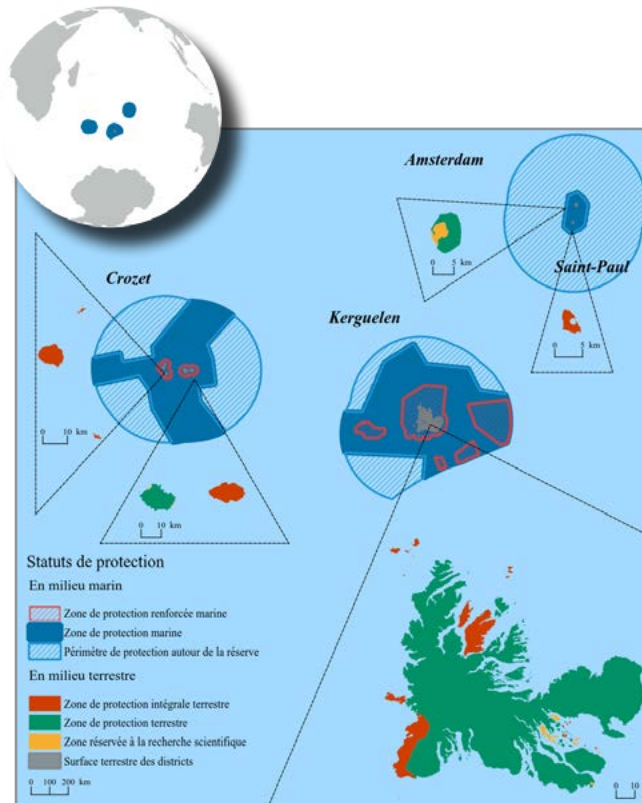 Amsterdam
0 5 km
Saint-Paul
0 5
km
Crozet
Kerguelen
0 10 km
0 10
km
Statuts de protection
En milieu marin
Zone de protection renforcée marine
Zone de protection marine
Périmètre de protection autour de la réserve
En milieu terrestre
Zone de protection intégrale terrestre
Zone de protection terrestre
Zone réservée à la recherche scientifique
Surface terrestre des districts
0 100 200 km
0 10